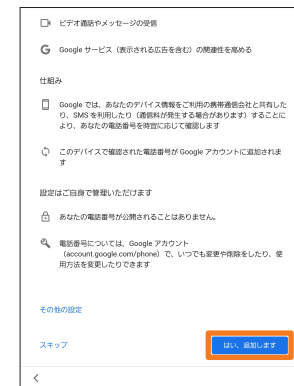 ビデオ通話やメッセージの受信
Google サービス（表示される広告を含む）の関連性を高める
仕組み
Google では、あなたのデバイス情報をご利用の携帯通信会社と共有した
り、SMS を利用したり（通信料が発生する場合があります）することに
より、あなたの電話番号を時宜に応じて確認します
このデバイスで確認された電話番号が Google アカウントに追加されま
す
設定はご自身で管理いただけます
あなたの電話番号が公開されることはありません。
電話番号については、Google アカウント
（account.google.com/phone）で、いつでも変更や削除をしたり、使
用方法を変更したりできます
その他の設定
スキップ
はい、追加します